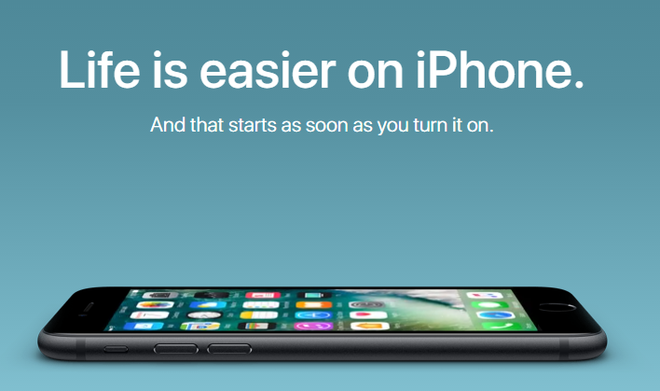 Life is easier on iPhone.
And that starts as soon as you turn it on.